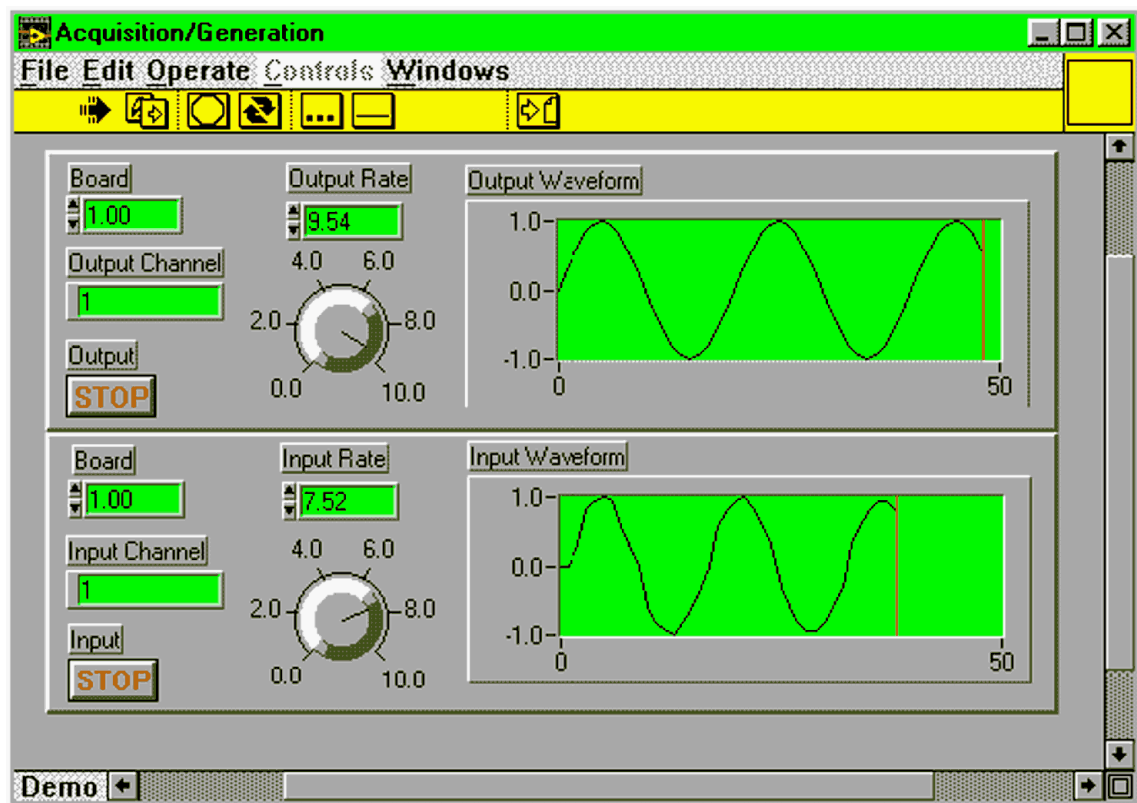 Acquisition/Generation
File Edit Operate Controls Windows
Board
1.00
Output Channel
1
Output
STOP
Output Rate
9.54
4.0 6.0
2.0 8.0
0.0 10.0
Output Waveform
1.0
0.0
-1.0
0 50
Board
1.00
Input Channel
1
Input
STOP
Input Rate
7.52
4.0 6.0
2.0 8.0
0.0 10.0
Input Waveform
1.0
0.0
-1.0
0 50
Demo